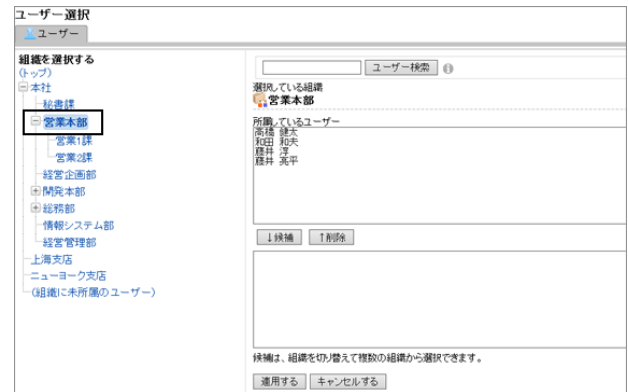 ユーザー選択
ユーザー
組織を選択する
(トップ)
本社
秘書課
営業本部
営業1課
営業2課
経営企画部
開発本部
総務部
情報システム部
経営管理部
上海支店
ニューヨーク支店
(組織に未所属のユーザー)
ユーザー検索
選択している組織
営業本部
所属しているユーザー
高橋 健太
和田 和夫
藤井 淳
藤井 亮平
↓候補 ↑削除
候補は、組織を切り替えて複数の組織から選択できます。
適用する キャンセルする